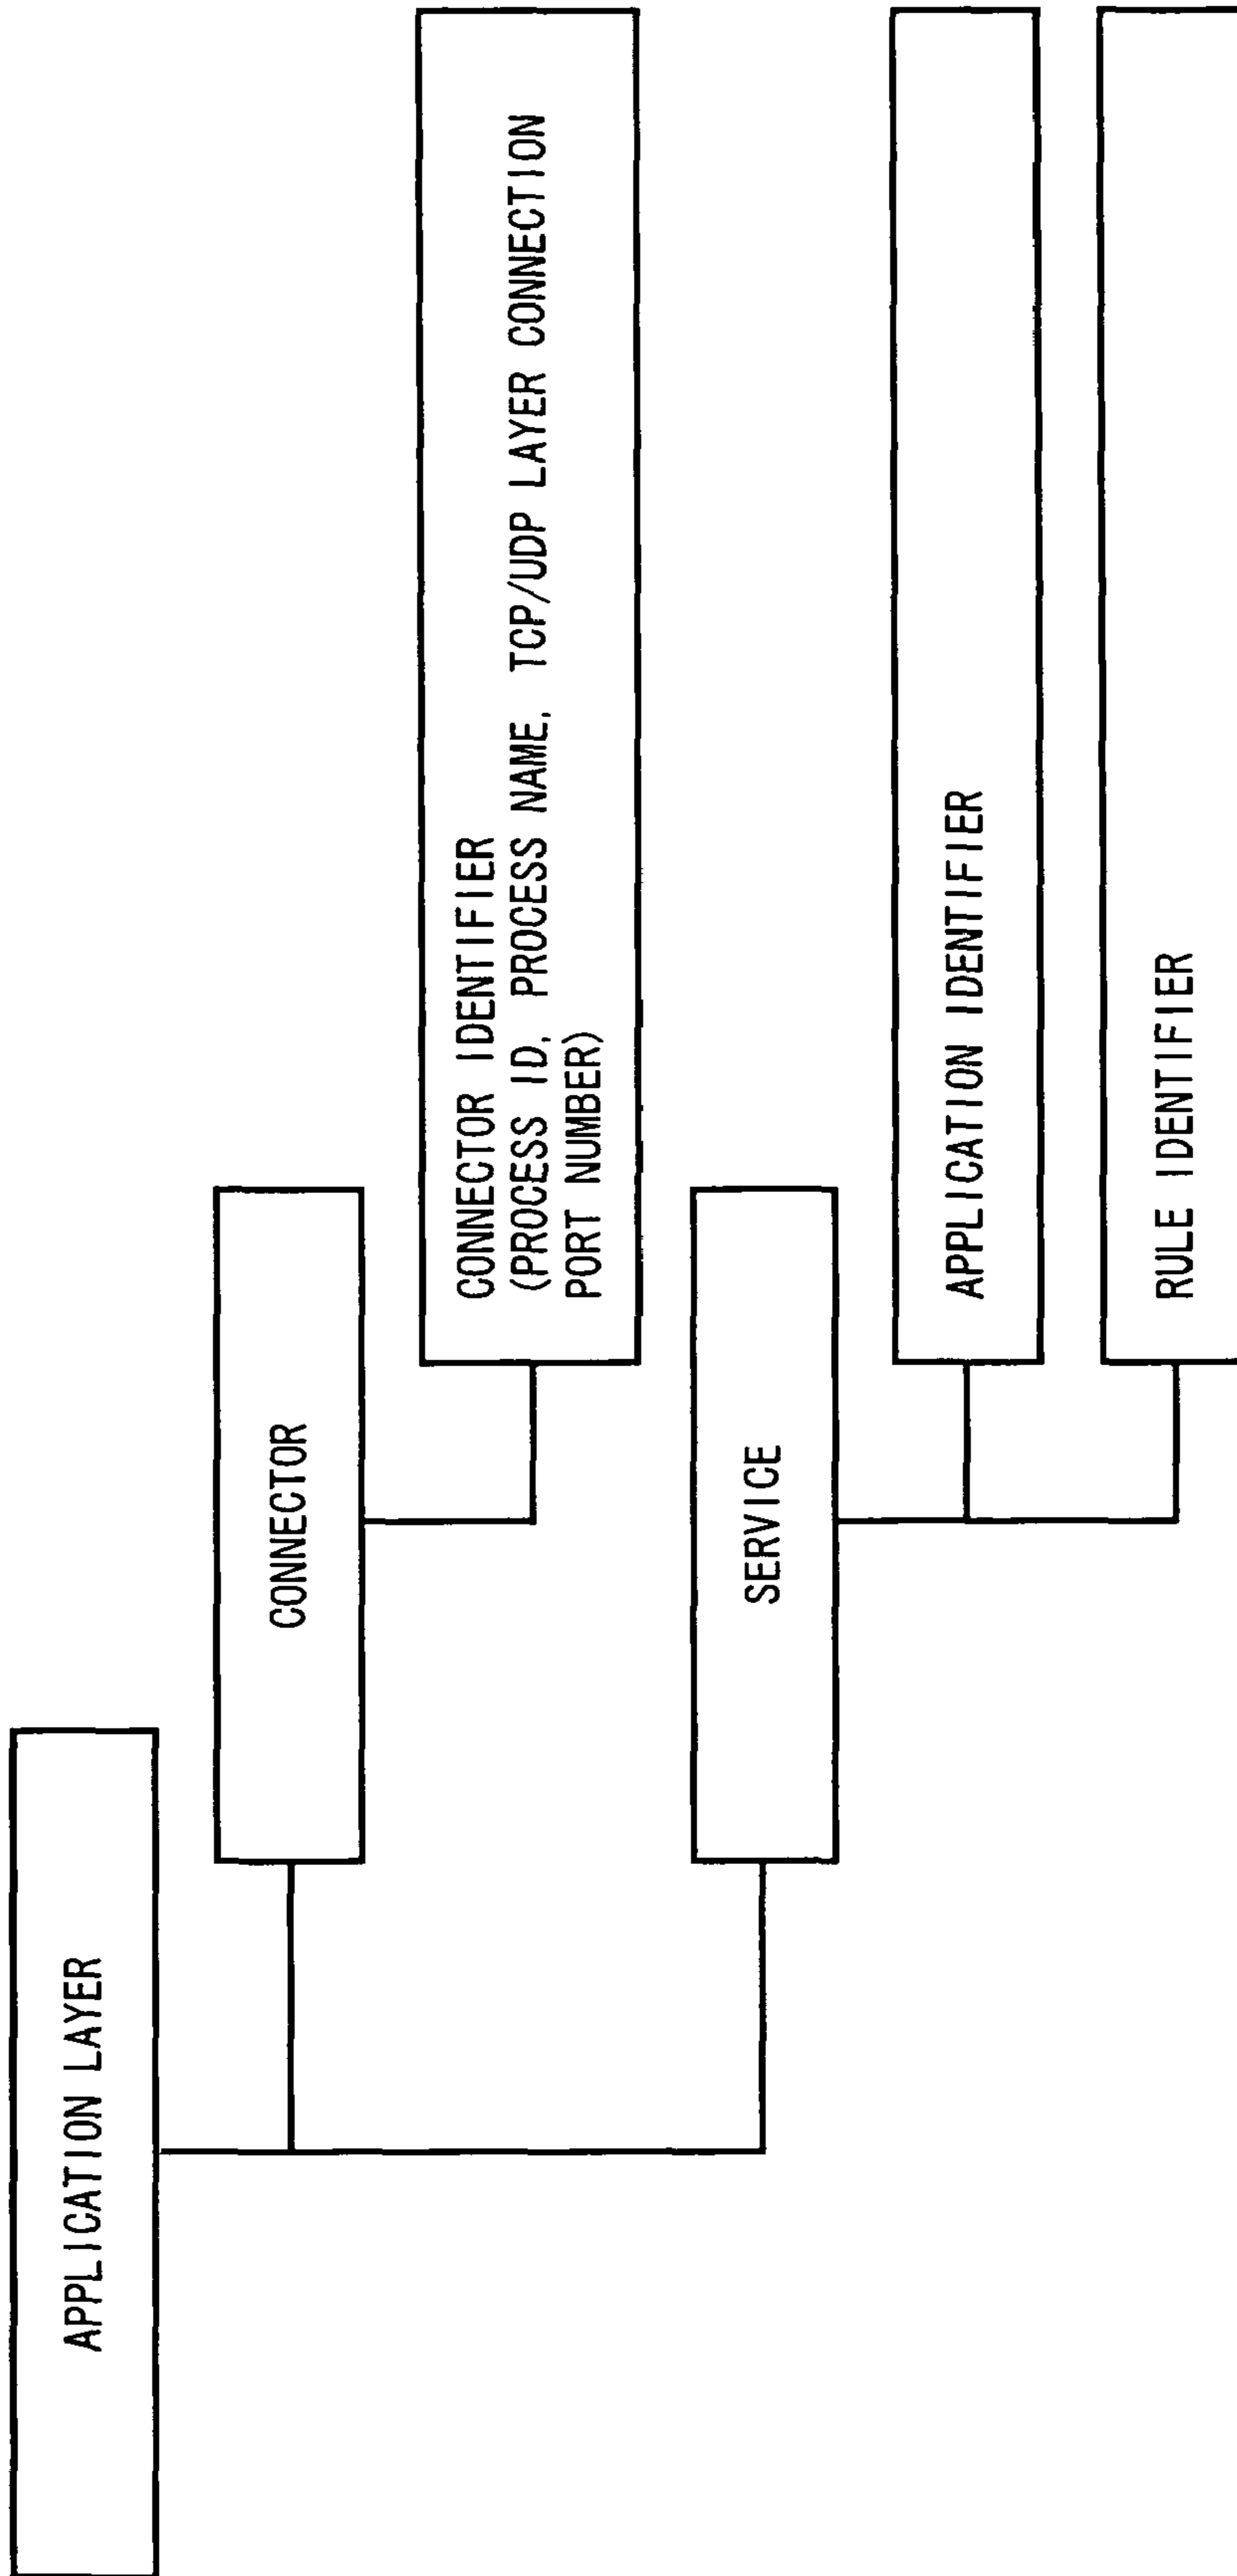 APPLICATION LAYER
CONNECTOR
CONNECTOR IDENTIFIER
(PROCESS ID, PROCESS NAME, TCP/UDP LAYER CONNECTION
PORT NUMBER)
SERVICE
APPLICATION IDENTIFIER
RULE IDENTIFIER